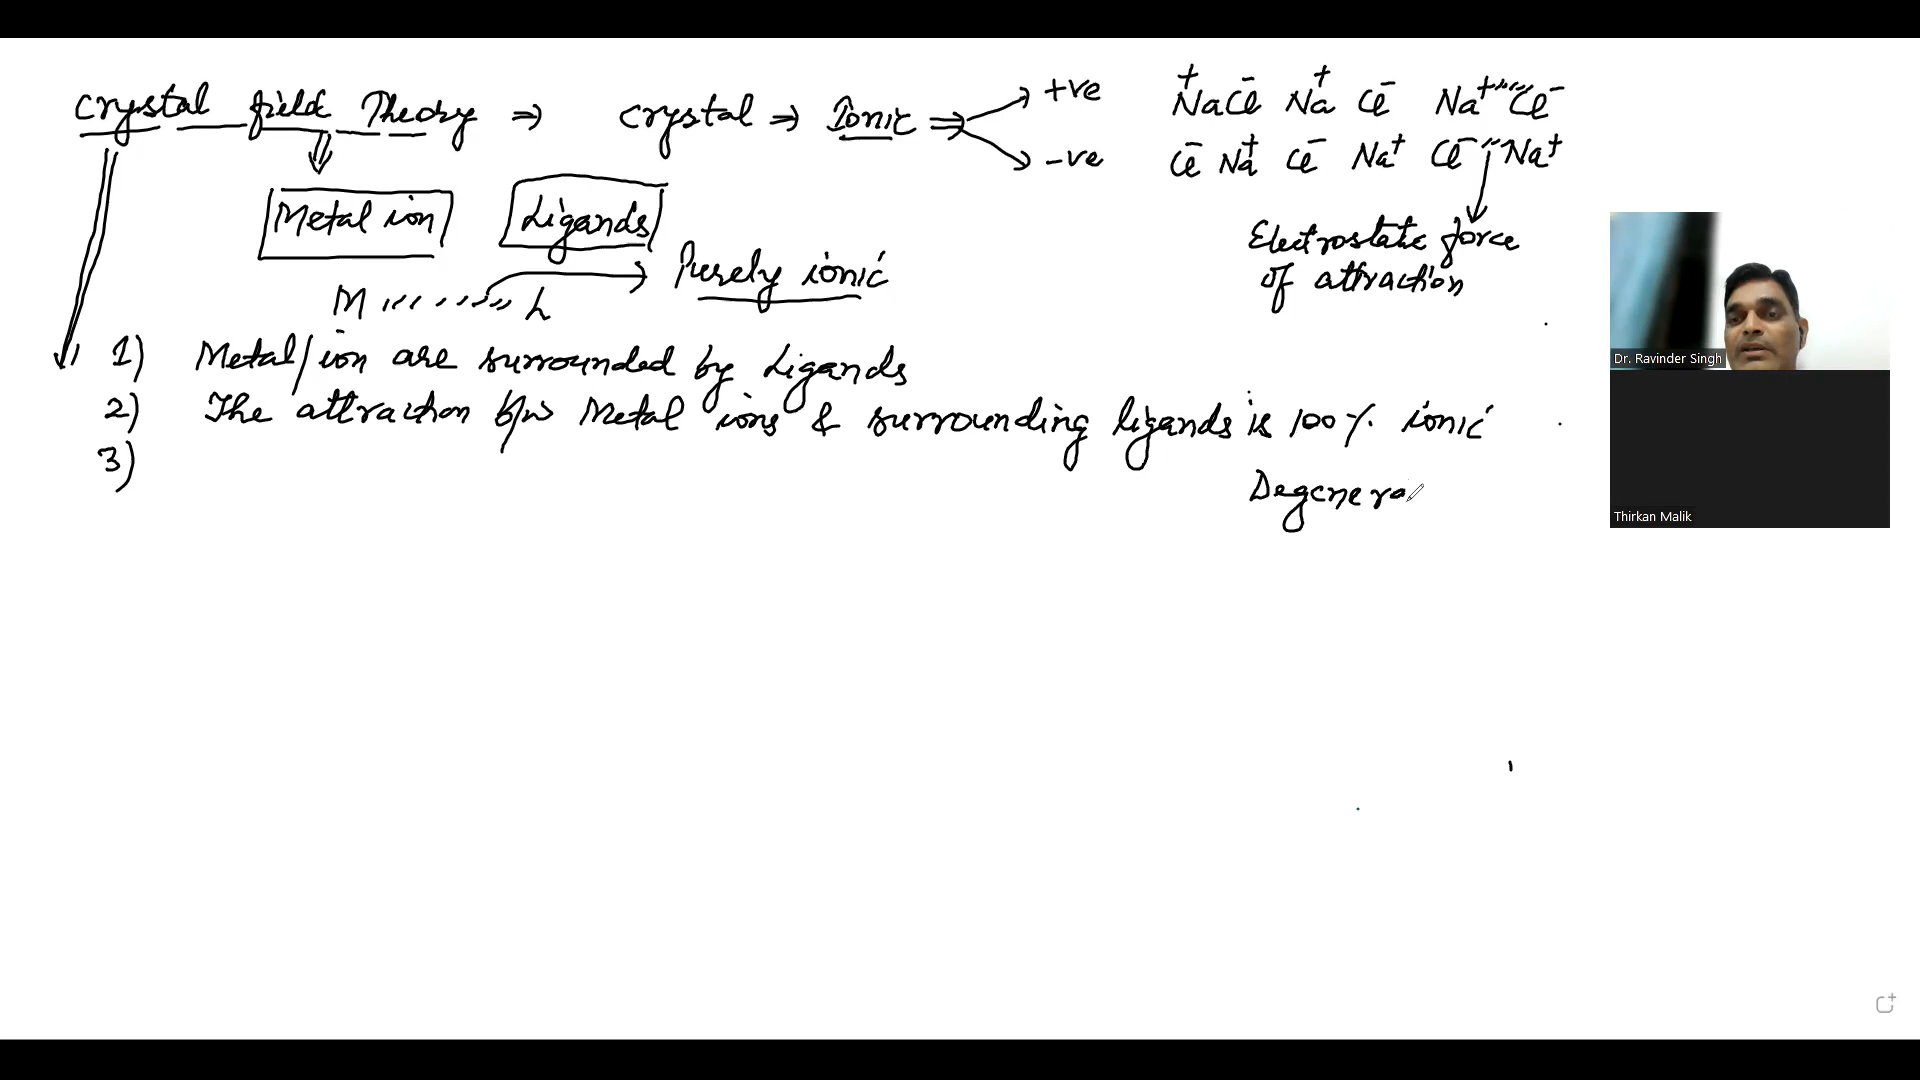 Crystal field Theory ⇒ crystal ⇒ Ionic ⇒ +ve -ve
Na⁺Cl⁻ Na⁺ Cl⁻ Na⁺ Cl⁻
Cl⁻ Na⁺ Cl⁻ Na⁺ Cl⁻ Na⁺
Metal ion Ligands
Electrostatic force
of attraction
M L → Purely ionic
1) Metal/ion are surrounded by Ligands
2) The attraction b/w Metal ions & surrounding ligands is 100% ionic
3)
Degenera
Dr. Ravinder Singh
Thirkan Malik